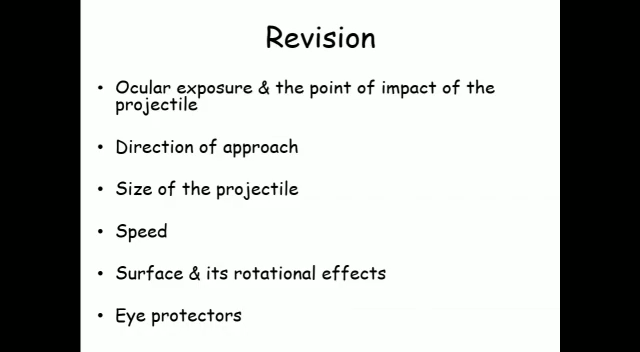 Revision
• Ocular exposure & the point of impact of the
projectile
• Direction of approach
• Size of the projectile
• Speed
• Surface & its rotational effects
• Eye protectors